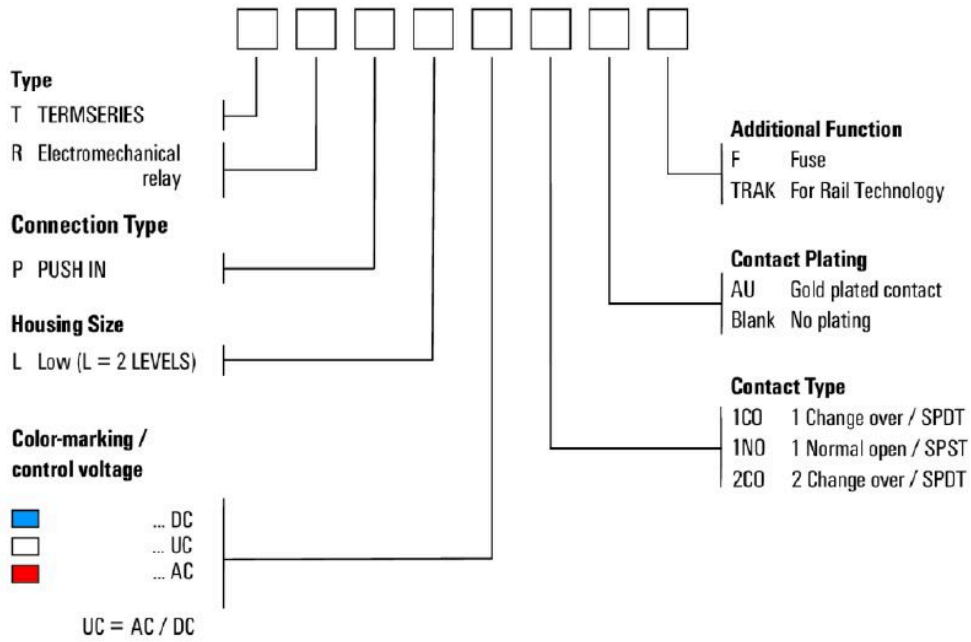 Type
T TERMSERIES
R Electromechanical
relay
Connection Type
P PUSH IN
Housing Size
L Low (L = 2 LEVELS)
Color-marking /
control voltage
... DC
... UC
... AC
UC = AC / DC
Additional Function
F Fuse
TRAK For Rail Technology
Contact Plating
AU Gold plated contact
Blank No plating
Contact Type
1CO 1 Change over / SPDT
1NO 1 Normal open / SPST
2CO 2 Change over / SPDT